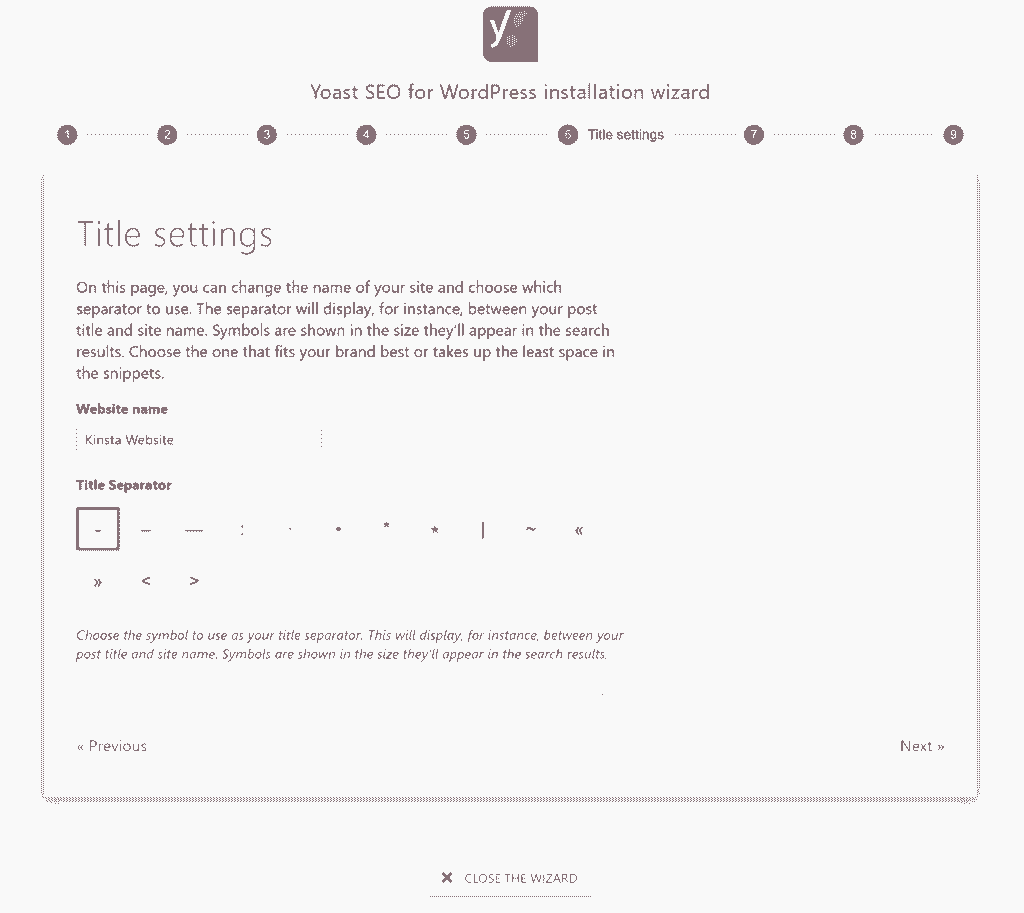 y
Yoast SEO for WordPress installation wizard
1 2 3 4 5 6 Title settings 7 8 9
Title settings
On this page, you can change the name of your site and choose which
separator to use. The separator will display, for instance, between your post
title and site name. Symbols are shown in the size they'll appear in the search
results. Choose the one that fits your brand best or takes up the least space in
the snippets.
Website name
Kinsta Website
Title Separator
- – — : · • * ⋆ | ~ «
» < >
Choose the symbol to use as your title separator. This will display, for instance, between your
post title and site name. Symbols are shown in the size they'll appear in the search results.
« Previous
Next »
✖ CLOSE THE WIZARD